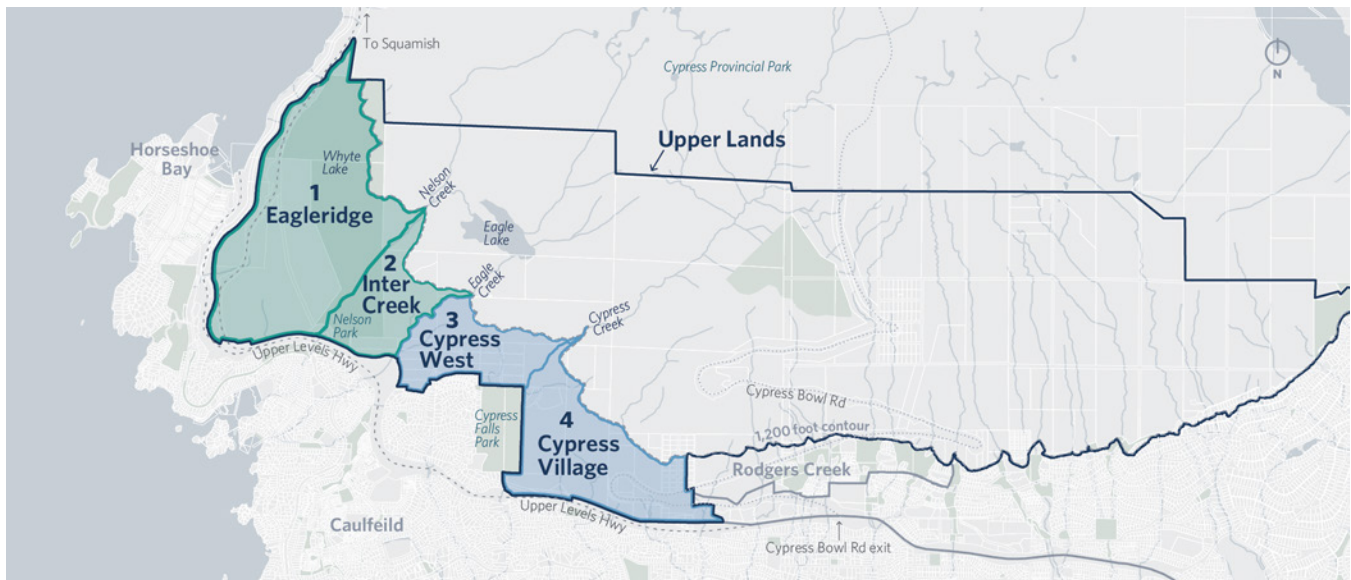 To Squamish
Cypress Provincial Park
N
Upper Lands
Horseshoe
Bay
Whyte
Lake
1
Eagleridge
Nelson
Creek
Eagle
Lake
2
Inter
Creek
Eagle
Creek
Nelson
Park
3
Cypress
West
Cypress
Creek
Upper Levels Hwy
Cypress Bowl Rd
Cypress
Falls
Park
4
Cypress
Village
1,200 foot contour
Rodgers Creek
Caulfeild
Upper Levels Hwy
Cypress Bowl Rd exit